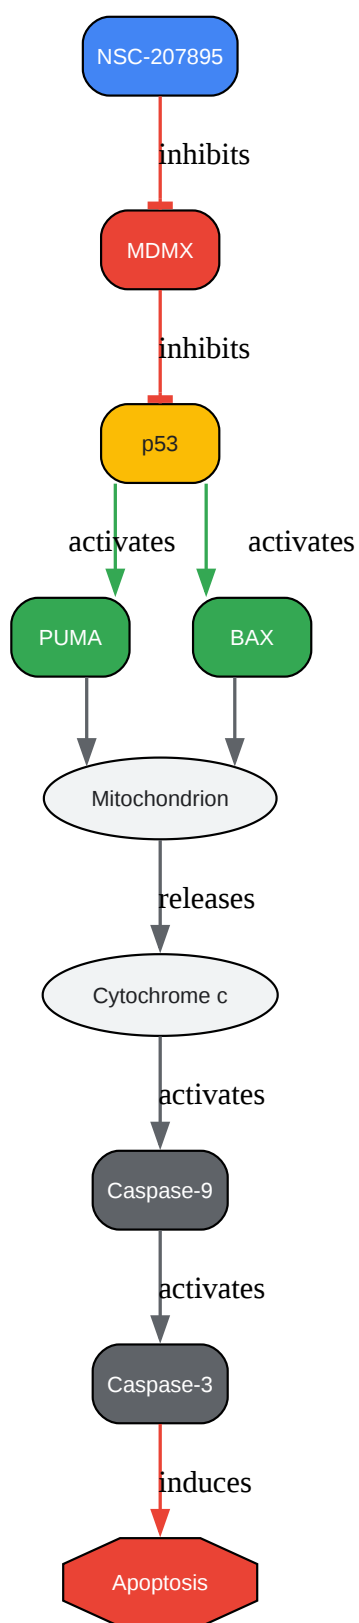 NSC-207895
inhibits
MDMX
inhibits
p53
activates activates
PUMA BAX
Mitochondrion
releases
Cytochrome c
activates
Caspase-9
activates
Caspase-3
induces
Apoptosis